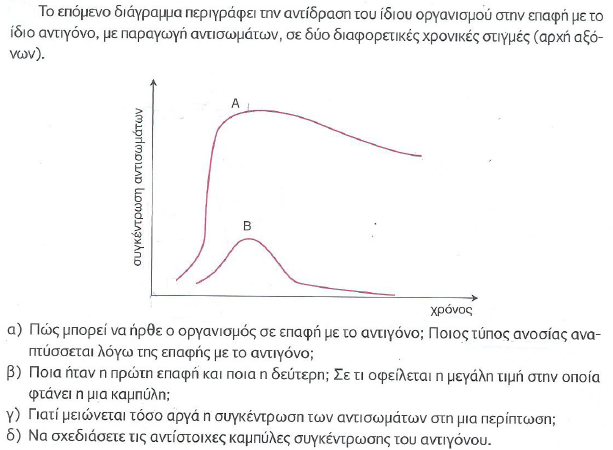 Το επόμενο διάγραμμα περιγράφει την αντίδραση του ίδιου οργανισμού στην επαφή με το
ίδιο αντιγόνο, με παραγωγή αντισωμάτων, σε δύο διαφορετικές χρονικές στιγμές (αρχή αξό-
νων).
A
B
συγκέντρωση αντισωμάτων
χρόνος
α) Πώς μπορεί να ήρθε ο οργανισμός σε επαφή με το αντιγόνο; Ποιος τύπος ανοσίας ανα-
πτύσσεται λόγω της επαφής με το αντιγόνο;
β) Ποια ήταν η πρώτη επαφή και ποια η δεύτερη; Σε τι οφείλεται η μεγάλη τιμή στην οποία
φτάνει η μια καμπύλη;
γ) Γιατί μειώνεται τόσο αργά η συγκέντρωση των αντισωμάτων στη μια περίπτωση;
δ) Να σχεδιάσετε τις αντίστοιχες καμπύλες συγκέντρωσης του αντιγόνου.